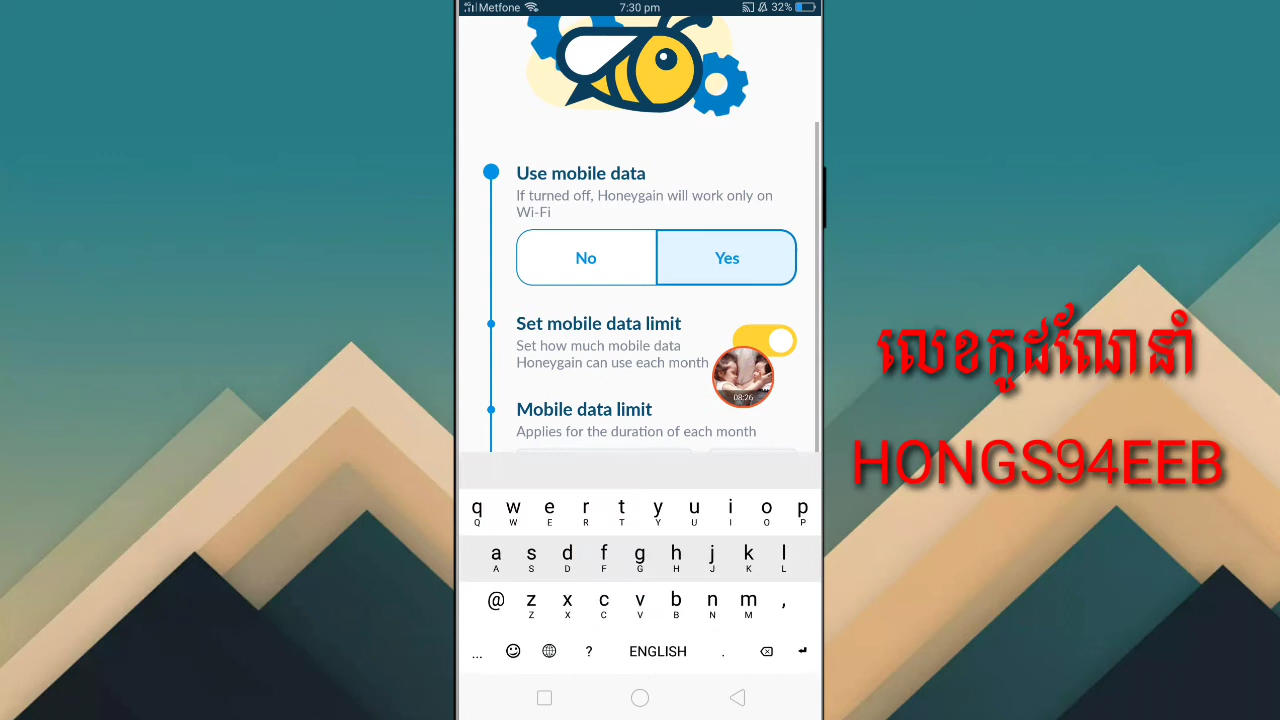 Metfone
7:30 pm
32%
Use mobile data
If turned off, Honeygain will work only on
Wi-Fi
No
Yes
Set mobile data limit
Set how much mobile data
Honeygain can use each month
08:26
Mobile data limit
Applies for the duration of each month
q w e r t y u i o p
Q W E R T Y U I O P
a s d f g h j k l
A S D F G H J K L
@ z x c v b n m ,
Z X C V B N M
... ? ENGLISH .
លេខកូដណែនាំ
HONGS94EEB